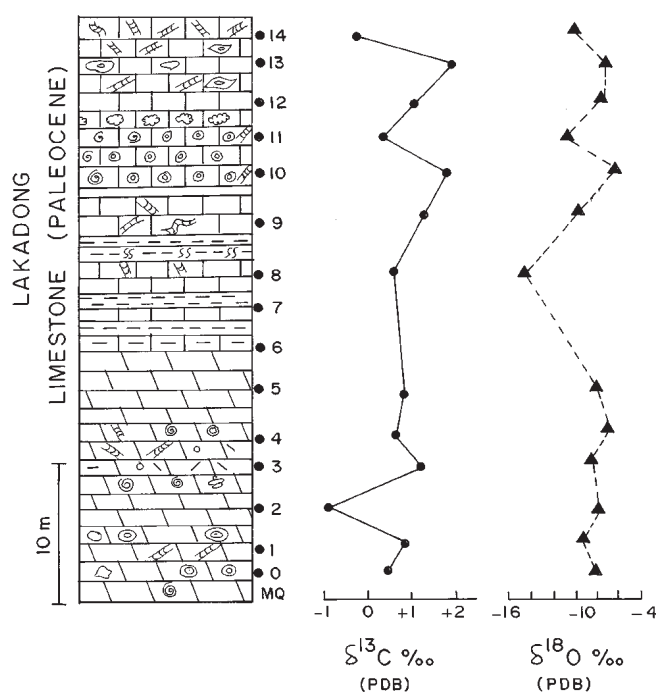 LAKADONG
LIMESTONE (PALEOCENE)
14
13
12
11
10
9
8
7
6
5
4
3
2
1
0
MQ
10 m
-1 0 +1 +2
δ¹³C ‰
(PDB)
-16 -10 -4
δ¹⁸O ‰
(PDB)